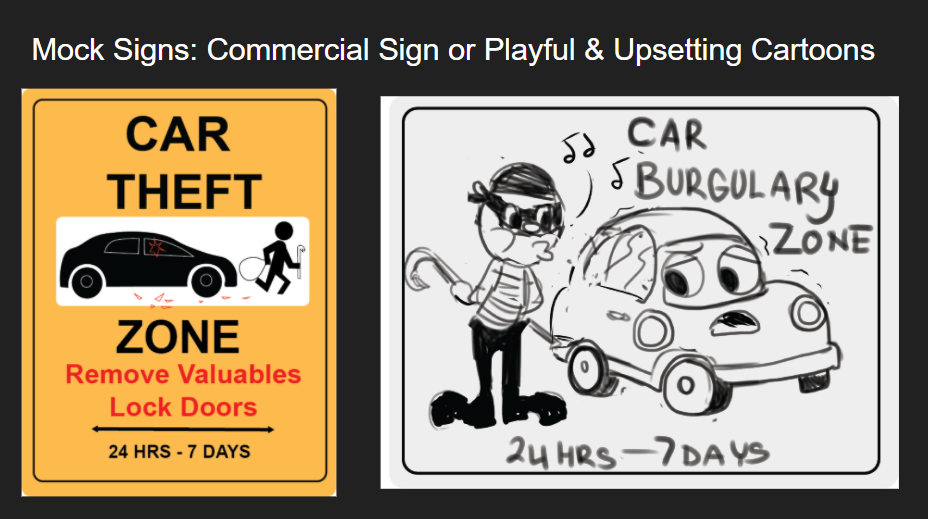 Mock Signs: Commercial Sign or Playful & Upsetting Cartoons
CAR
THEFT
ZONE
Remove Valuables
Lock Doors
24 HRS - 7 DAYS
CAR
BURGULARY
ZONE
24 HRS - 7 DAYS